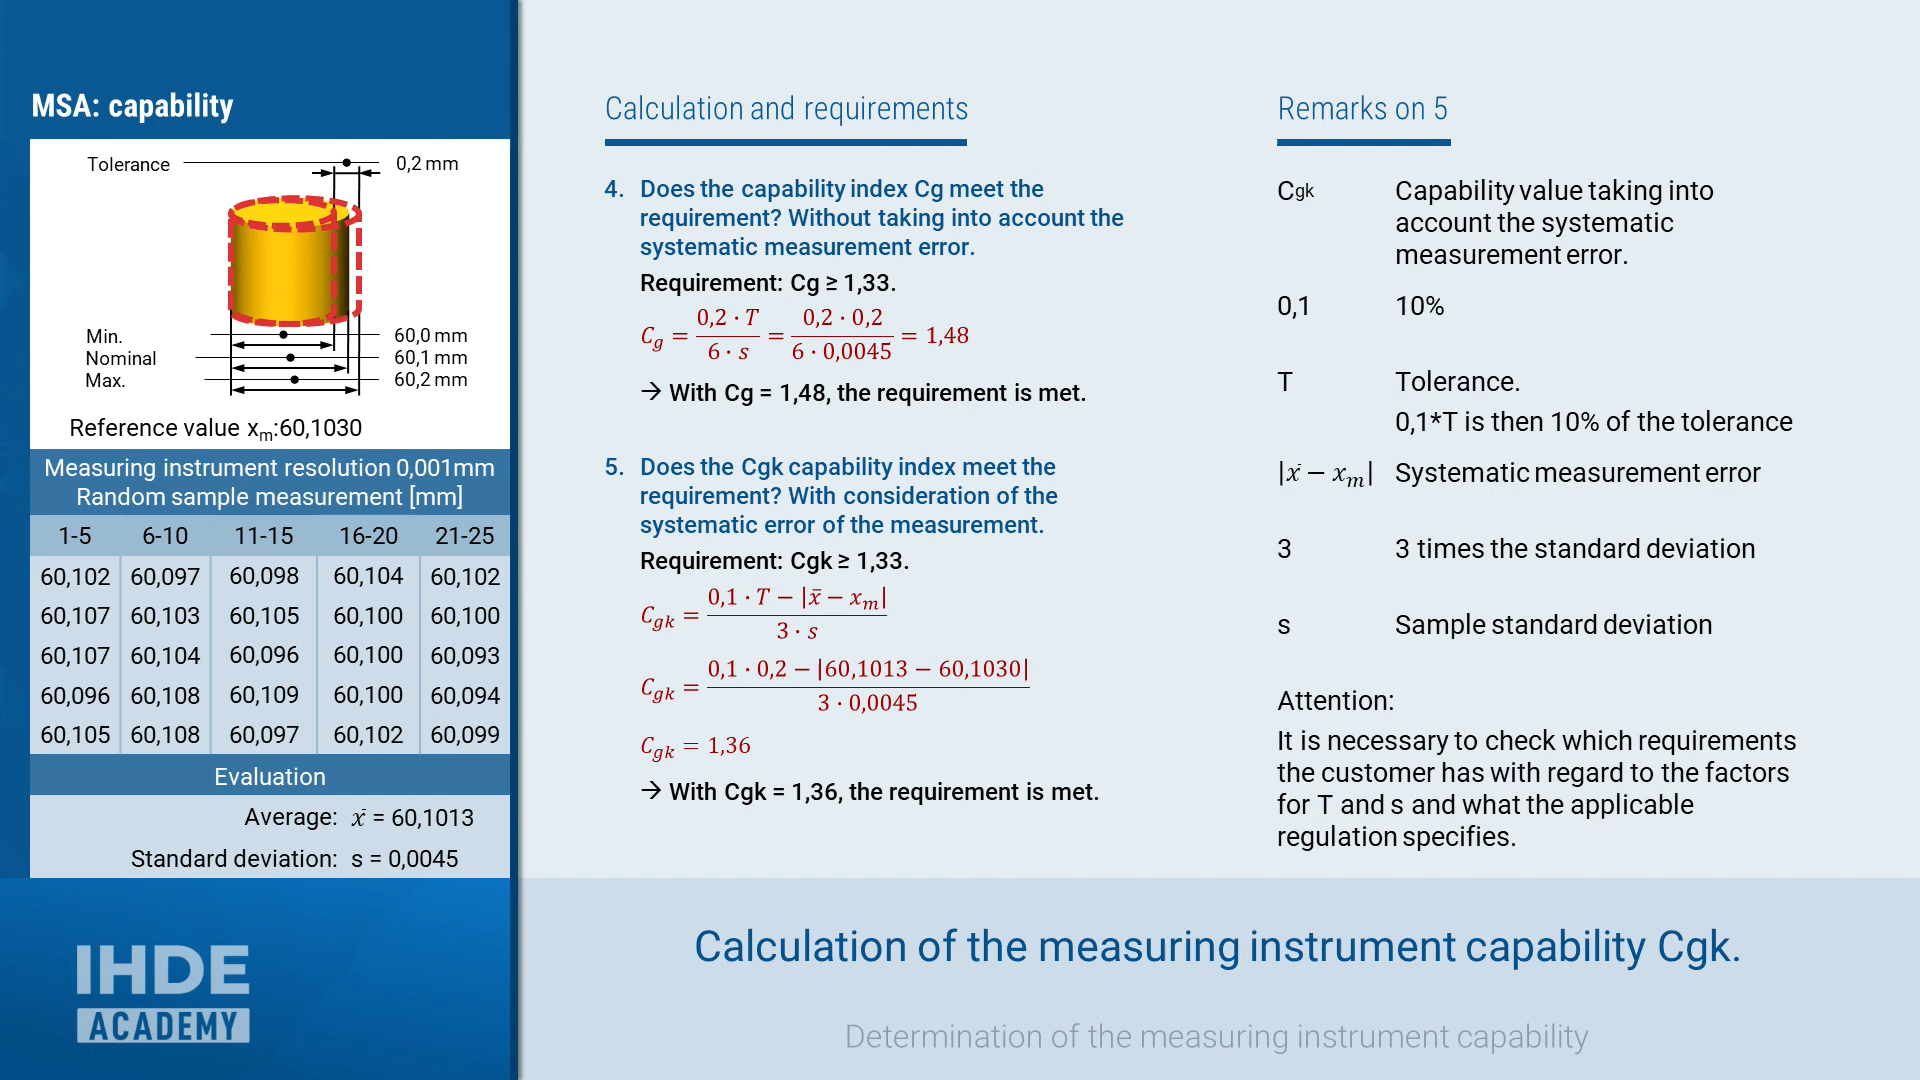 MSA: capability
Tolerance 0,2 mm
Min. 60,0 mm
Nominal 60,1 mm
Max. 60,2 mm
Reference value xm:60,1030
Measuring instrument resolution 0,001mm
Random sample measurement [mm]
1-5 6-10 11-15 16-20 21-25
60,102 60,097 60,098 60,104 60,102
60,107 60,103 60,105 60,100 60,100
60,107 60,104 60,096 60,100 60,093
60,096 60,108 60,109 60,100 60,094
60,105 60,108 60,097 60,102 60,099
Evaluation
Average: x̄ = 60,1013
Standard deviation: s = 0,0045
IHDE
ACADEMY
Calculation and requirements
4. Does the capability index Cg meet the
requirement? Without taking into account the
systematic measurement error.
Requirement: Cg ≥ 1,33.
Cg = (0,2 · T)/(6 · s) = (0,2 · 0,2)/(6 · 0,0045) = 1,48
→ With Cg = 1,48, the requirement is met.
5. Does the Cgk capability index meet the
requirement? With consideration of the
systematic error of the measurement.
Requirement: Cgk ≥ 1,33.
Cgk = (0,1 · T − |x̄ − xm|)/(3 · s)
Cgk = (0,1 · 0,2 − |60,1013 − 60,1030|)/(3 · 0,0045)
Cgk = 1,36
→ With Cgk = 1,36, the requirement is met.
Remarks on 5
Cgk Capability value taking into
account the systematic
measurement error.
0,1 10%
T Tolerance.
0,1*T is then 10% of the tolerance
|x̄ − xm| Systematic measurement error
3 3 times the standard deviation
s Sample standard deviation
Attention:
It is necessary to check which requirements
the customer has with regard to the factors
for T and s and what the applicable
regulation specifies.
Calculation of the measuring instrument capability Cgk.
Determination of the measuring instrument capability